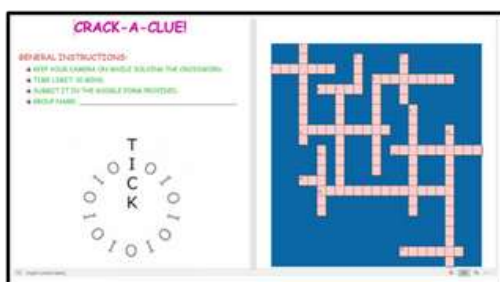 CRACK-A-CLUE!
GENERAL INSTRUCTIONS:
KEEP YOUR CAMERA ON WHILE SOLVING THE CROSSWORD.
TIME LIMIT: 30 MINS.
SUBMIT IT IN THE GOOGLE FORM PROVIDED.
GROUP NAME:
T
I
C
K
O I O I O I O I O I O I O